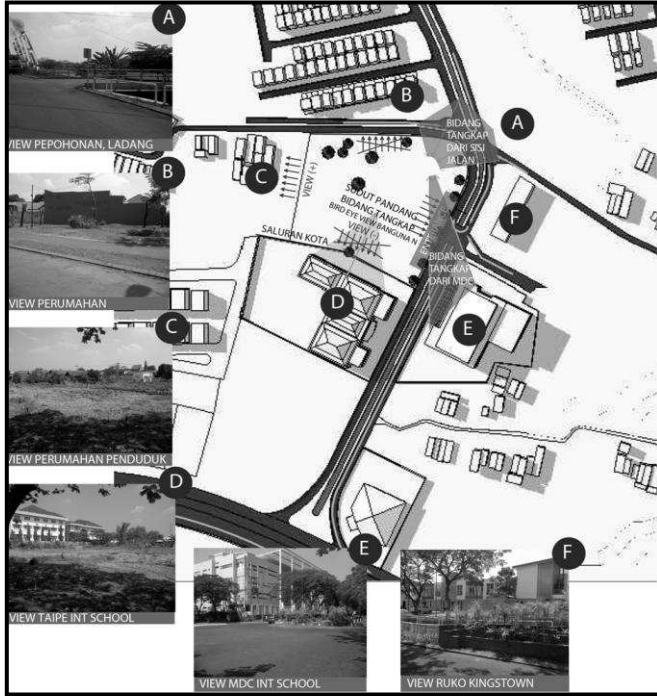 A
VIEW PEPOHONAN, LADANG
B
VIEW PERUMAHAN
C
VIEW PERUMAHAN PENDUDUK
D
VIEW TAIPE INT SCHOOL
B
A
BIDANG
TANGKAP
DARI SISI
JALAN
C
VIEW (+)
SUDUT PANDANG
BIDANG TANGKAP
BIRD EYE VIEW BANGUNA N
VIEW (-)
SALURAN KOTA
F
BIDANG
TANGKAP
DARI MDC
D
E
E
VIEW MDC INT SCHOOL
F
VIEW RUKO KINGSTOWN